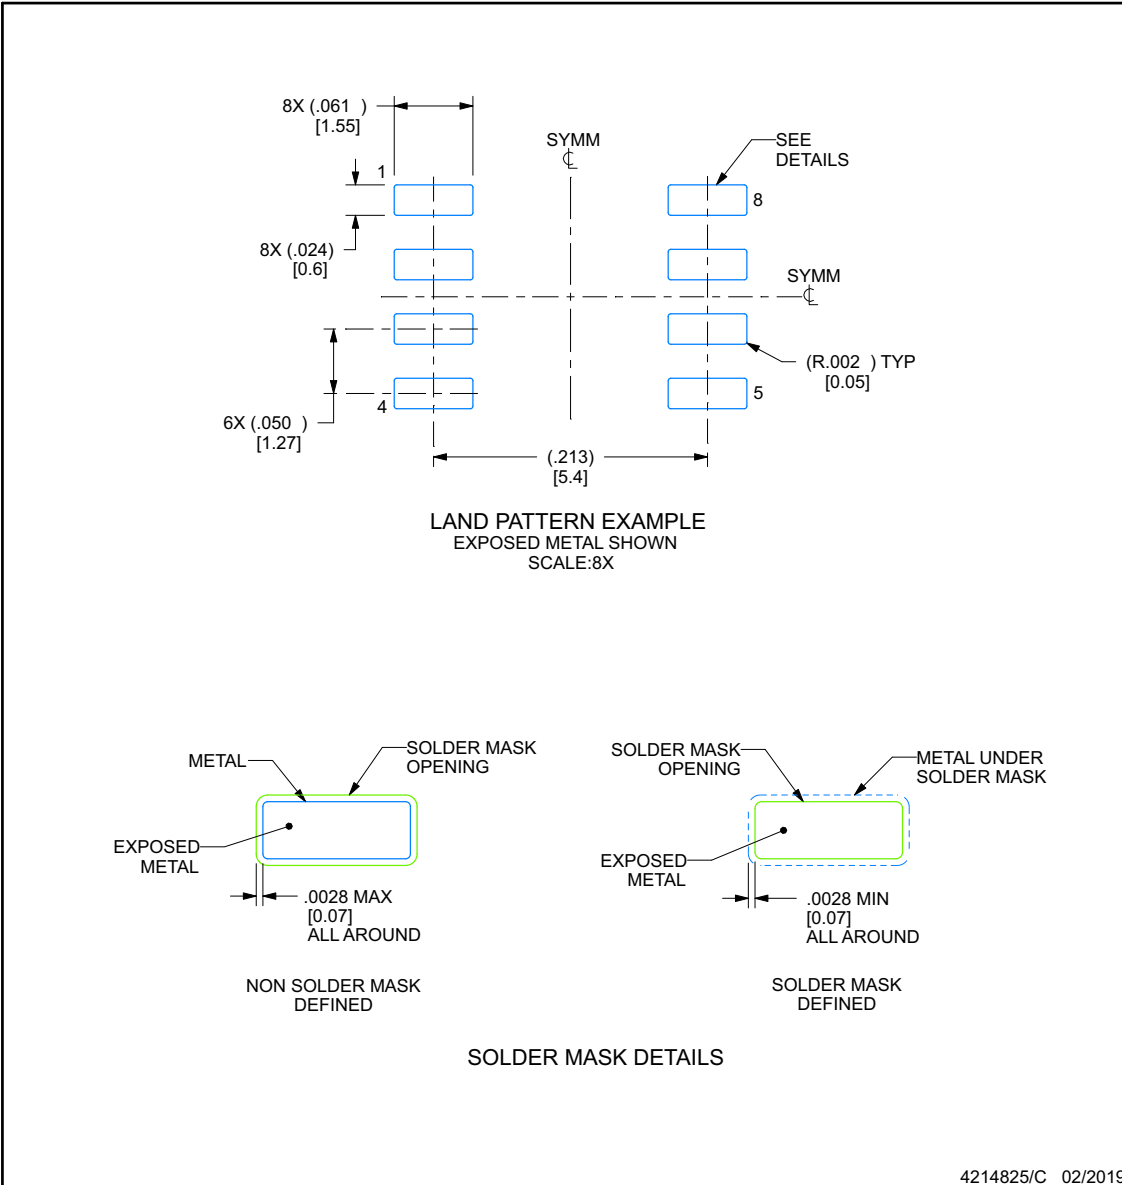 8X (.061 )
[1.55]
SYMM
SEE
DETAILS
1
8
8X (.024)
[0.6]
SYMM
(R.002 ) TYP
[0.05]
4
5
6X (.050 )
[1.27]
(.213)
[5.4]
LAND PATTERN EXAMPLE
EXPOSED METAL SHOWN
SCALE:8X
METAL
SOLDER MASK
OPENING
EXPOSED
METAL
.0028 MAX
[0.07]
ALL AROUND
NON SOLDER MASK
DEFINED
SOLDER MASK
OPENING
METAL UNDER
SOLDER MASK
EXPOSED
METAL
.0028 MIN
[0.07]
ALL AROUND
SOLDER MASK
DEFINED
SOLDER MASK DETAILS
4214825/C 02/2019